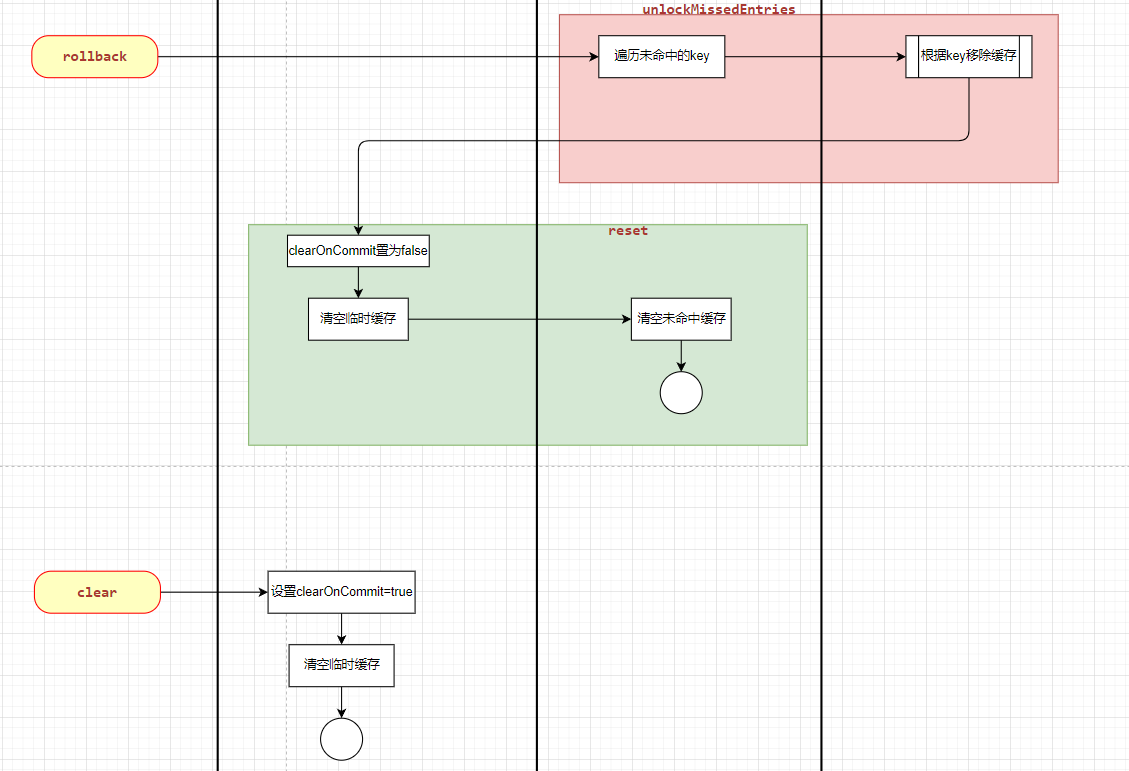 unlockMissedEntries
rollback
遍历未命中的key
根据key移除缓存
reset
clearOnCommit置为false
清空临时缓存
清空未命中缓存
clear
设置clearOnCommit=true
清空临时缓存